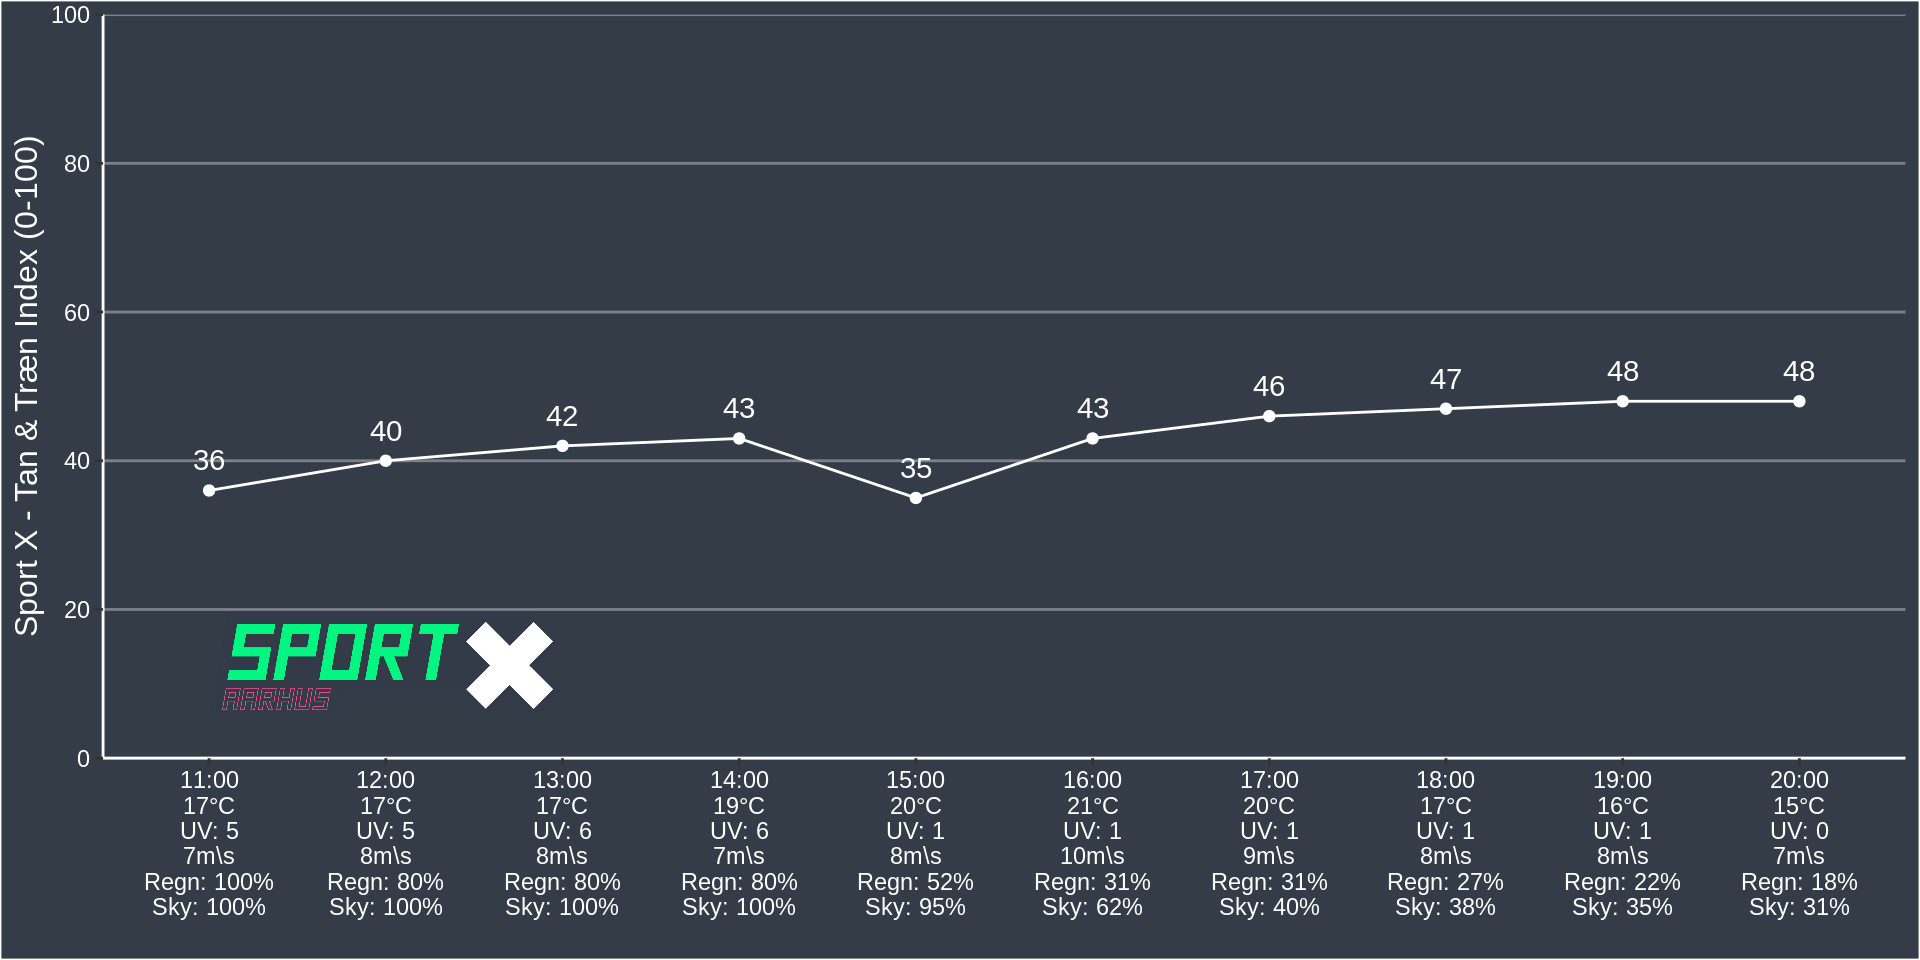 Sport X - Tan & Træn Index (0-100)
100
80
60
40
20
0
36
40
42
43
35
43
46
47
48
48
SPORT X
AARHUS
11:00 12:00 13:00 14:00 15:00 16:00 17:00 18:00 19:00 20:00
17°C 17°C 17°C 19°C 20°C 21°C 20°C 17°C 16°C 15°C
UV: 5 UV: 5 UV: 6 UV: 6 UV: 1 UV: 1 UV: 1 UV: 1 UV: 1 UV: 0
7m\s 8m\s 8m\s 7m\s 8m\s 10m\s 9m\s 8m\s 8m\s 7m\s
Regn: 100% Regn: 80% Regn: 80% Regn: 80% Regn: 52% Regn: 31% Regn: 31% Regn: 27% Regn: 22% Regn: 18%
Sky: 100% Sky: 100% Sky: 100% Sky: 100% Sky: 95% Sky: 62% Sky: 40% Sky: 38% Sky: 35% Sky: 31%